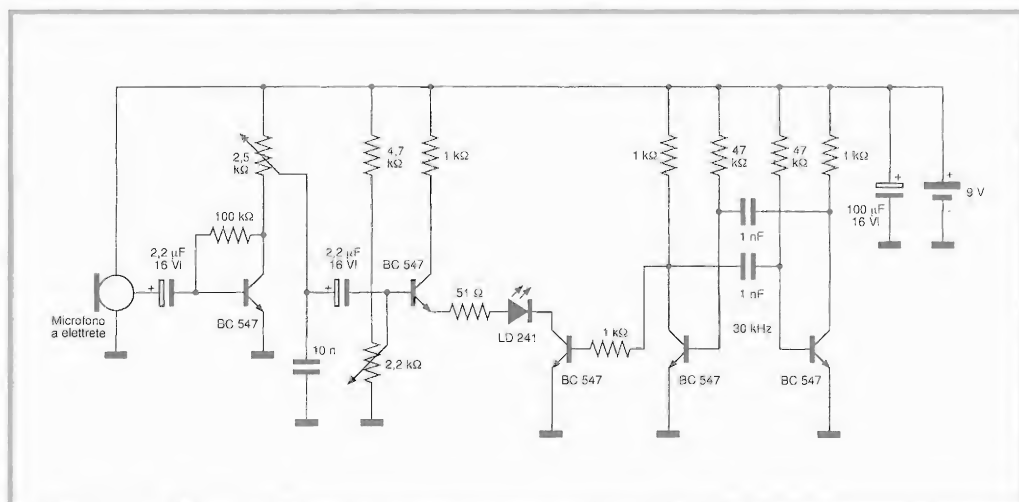 2,5
kΩ
4,7
kΩ
1 kΩ
1 kΩ
47
kΩ
47
kΩ
1 kΩ
100 µF
16 Vl
9 V
100 kΩ
2,2 µF
16 Vl
2,2 µF
16 Vl
BC 547
1 nF
1 nF
Microfono
a elettrete
BC 547
51 Ω
LD 241
1 kΩ
30 kHz
10 n
2,2 kΩ
BC 547
BC 547
BC 547